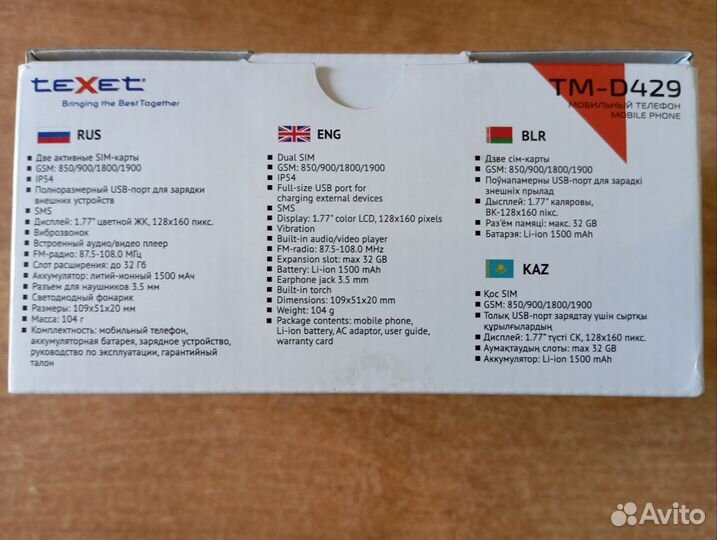 teXet
Bringing the Best Together
TM-D429
МОБИЛЬНЫЙ ТЕЛЕФОН
MOBILE PHONE
RUS
Две активные SIM-карты
GSM: 850/900/1800/1900
IP54
Полноразмерный USB-порт для зарядки
внешних устройств
SMS
Дисплей: 1.77" цветной ЖК, 128x160 пикс.
Виброзвонок
Встроенный аудио/видео плеер
FM-радио: 87.5-108.0 МГц
Слот расширения: до 32 Гб
Аккумулятор: литий-ионный 1500 мАч
Разъем для наушников 3.5 мм
Светодиодный фонарик
Размеры: 109x51x20 мм
Масса: 104 г
Комплектность: мобильный телефон,
аккумуляторная батарея, зарядное устройство,
руководство по эксплуатации, гарантийный
талон
ENG
Dual SIM
GSM: 850/900/1800/1900
IP54
Full-size USB port for
charging external devices
SMS
Display: 1.77" color LCD, 128x160 pixels
Vibration
Built-in audio/video player
FM-radio: 87.5-108.0 MHz
Expansion slot: max 32 GB
Battery: Li-ion 1500 mAh
Earphone jack 3.5 mm
Built-in torch
Dimensions: 109x51x20 mm
Weight: 104 g
Package contents: mobile phone,
Li-ion battery, AC adaptor, user guide,
warranty card
BLR
Дзве сім-карты
GSM: 850/900/1800/1900
Поўнапамерны USB-порт для зарадкі
знешніх прылад
Дысплей: 1.77" каляровы,
ВК-128x160 пікс.
Раз'ём памяці: макс. 32 GB
Батарэя: Li-ion 1500 mAh
KAZ
Қос SIM
GSM: 850/900/1800/1900
Толық USB-порт зарядтау үшін сыртқы
құрылғылардың
Дисплей: 1.77" түсті СК, 128x160 пикс.
Аумақтаудың слоты: max 32 GB
Аккумулятор: Li-ion 1500 mAh
Avito